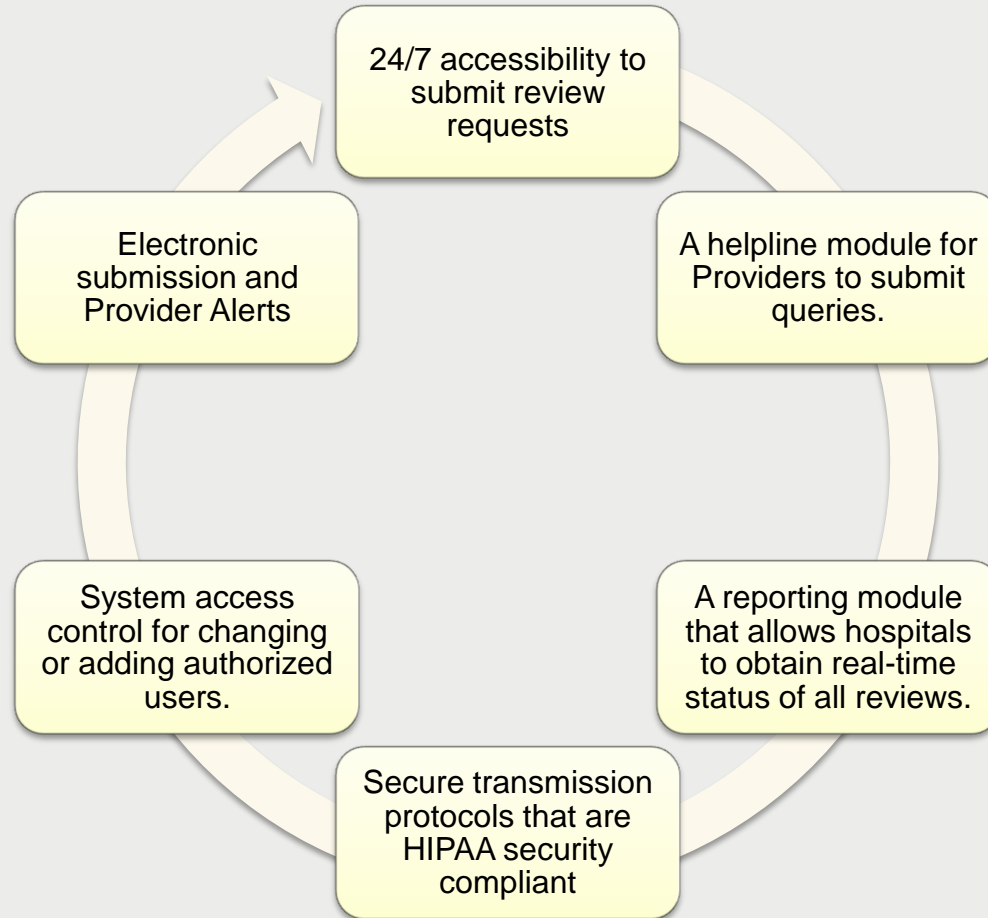 24/7 accessibility to
submit review
requests
A helpline module for
Providers to submit
queries.
A reporting module
that allows hospitals
to obtain real-time
status of all reviews.
Secure transmission
protocols that are
HIPAA security
compliant
System access
control for changing
or adding authorized
users.
Electronic
submission and
Provider Alerts